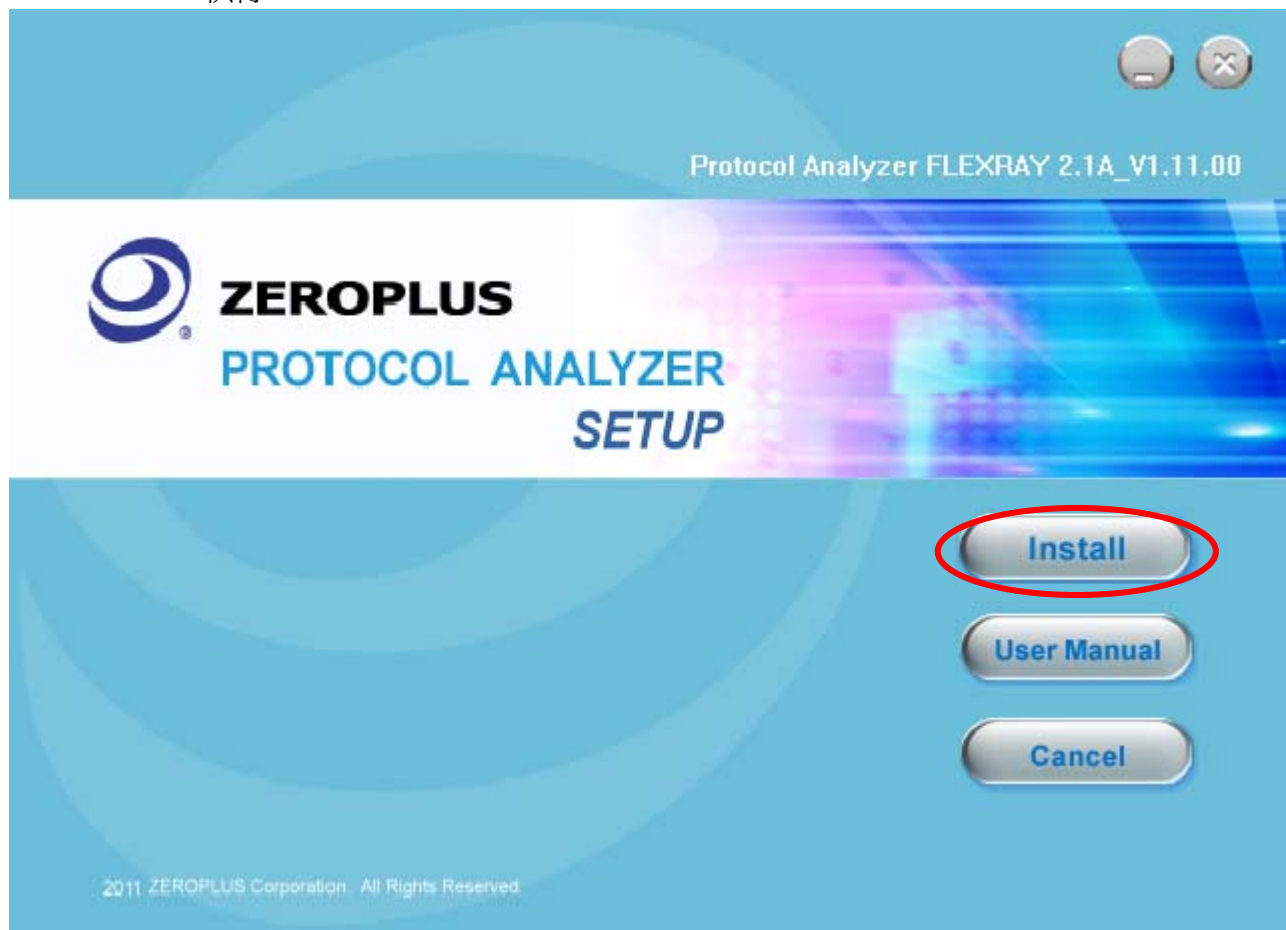 Protocol Analyzer FLEXRAY 2.1A_V1.11.00
ZEROPLUS
®
PROTOCOL ANALYZER
SETUP
Install
User Manual
Cancel
2011 ZEROPLUS Corporation. All Rights Reserved.